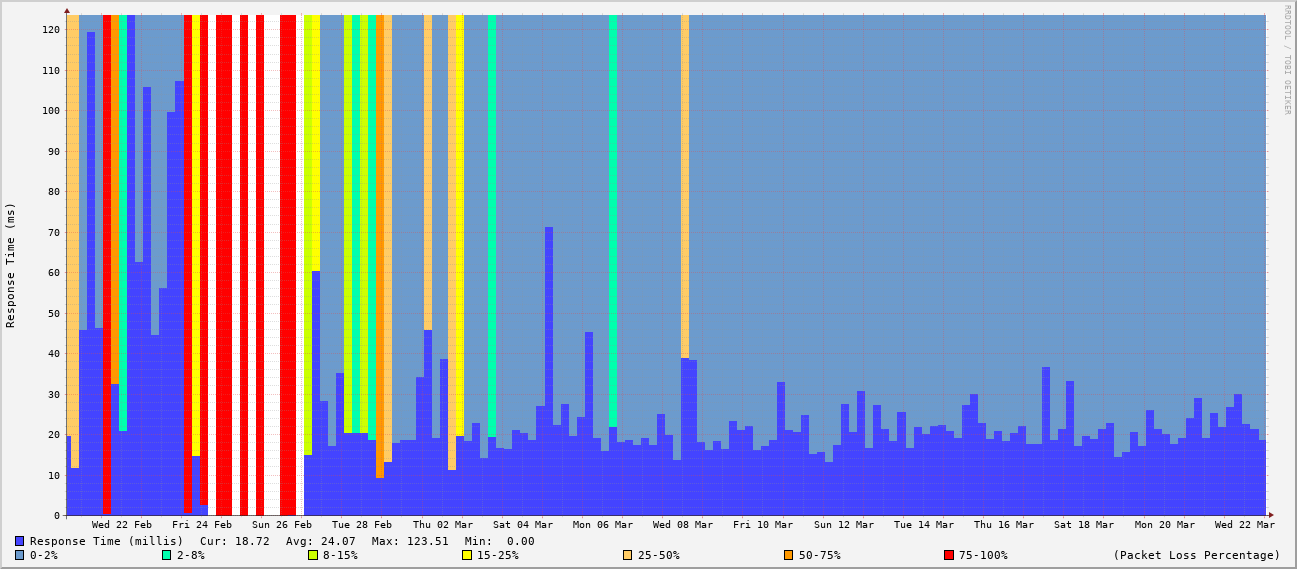 RRDTOOL / TOBI OETIKER
Response Time (ms)
120
110
100
90
80
70
60
50
40
30
20
10
0
Wed 22 Feb Fri 24 Feb Sun 26 Feb Tue 28 Feb Thu 02 Mar Sat 04 Mar Mon 06 Mar Wed 08 Mar Fri 10 Mar Sun 12 Mar Tue 14 Mar Thu 16 Mar Sat 18 Mar Mon 20 Mar Wed 22 Mar
Response Time (millis) Cur: 18.72 Avg: 24.07 Max: 123.51 Min: 0.00
0-2% 2-8% 8-15% 15-25% 25-50% 50-75% 75-100% (Packet Loss Percentage)